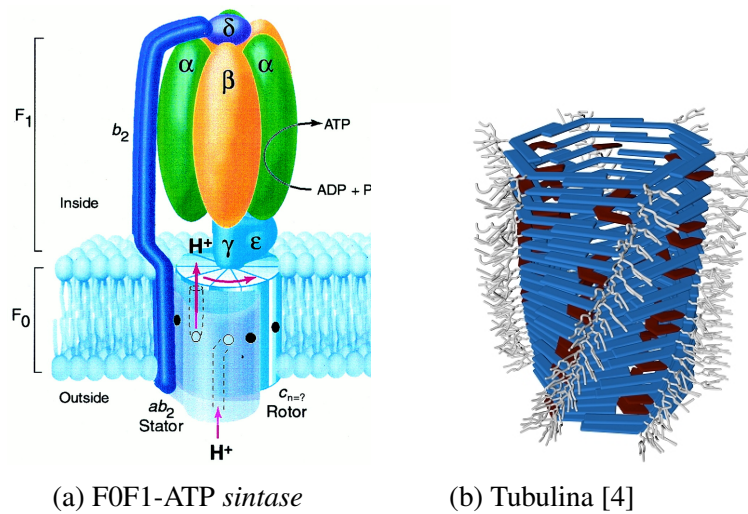 δ
α
β
α
F1
b2
ATP
ADP + P
Inside
γ
ε
H+
F0
Outside
ab2
Stator
cn=?
Rotor
H+
(a) F0F1-ATP sintase
(b) Tubulina [4]